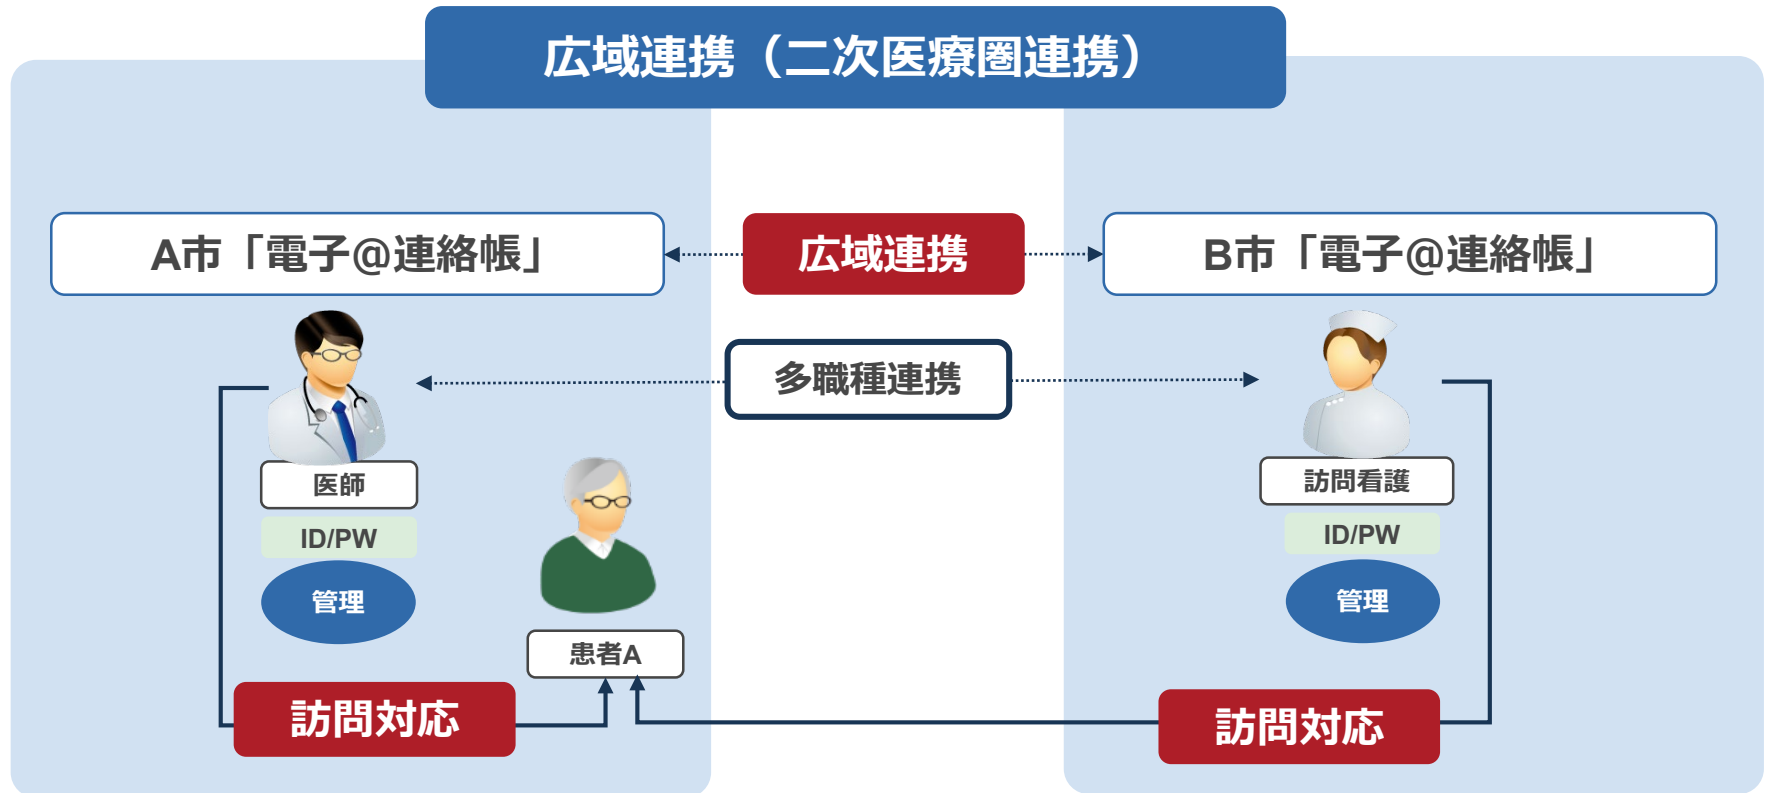 広域連携（二次医療圏連携）
A市「電子@連絡帳」
広域連携
B市「電子@連絡帳」
多職種連携
医師
ID/PW
管理
患者A
訪問対応
訪問看護
ID/PW
管理
訪問対応